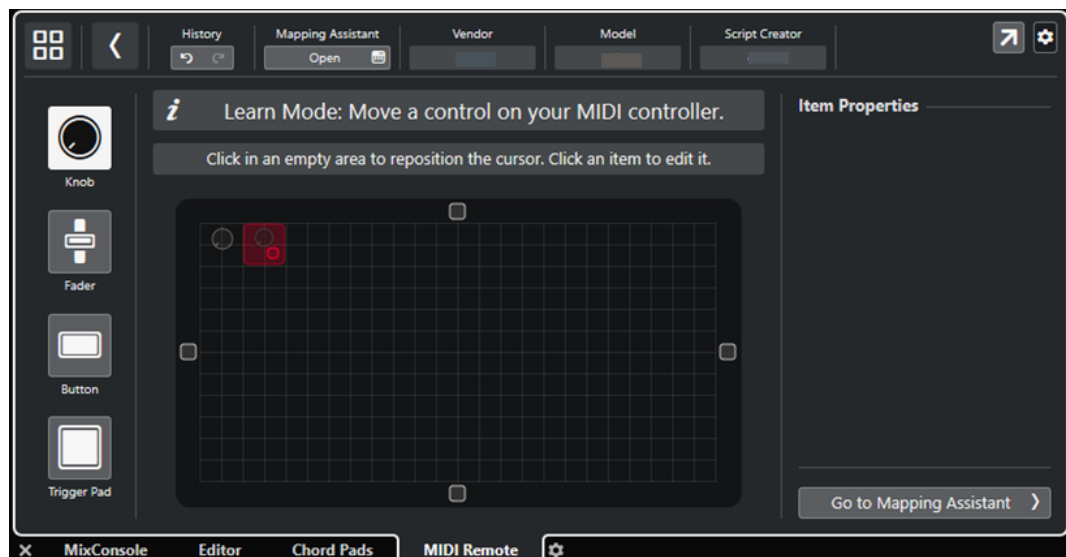 History
Mapping Assistant
Vendor
Model
Script Creator
Open
i Learn Mode: Move a control on your MIDI controller.
Item Properties
Click in an empty area to reposition the cursor. Click an item to edit it.
Knob
Fader
Button
Trigger Pad
Go to Mapping Assistant
MixConsole
Editor
Chord Pads
MIDI Remote